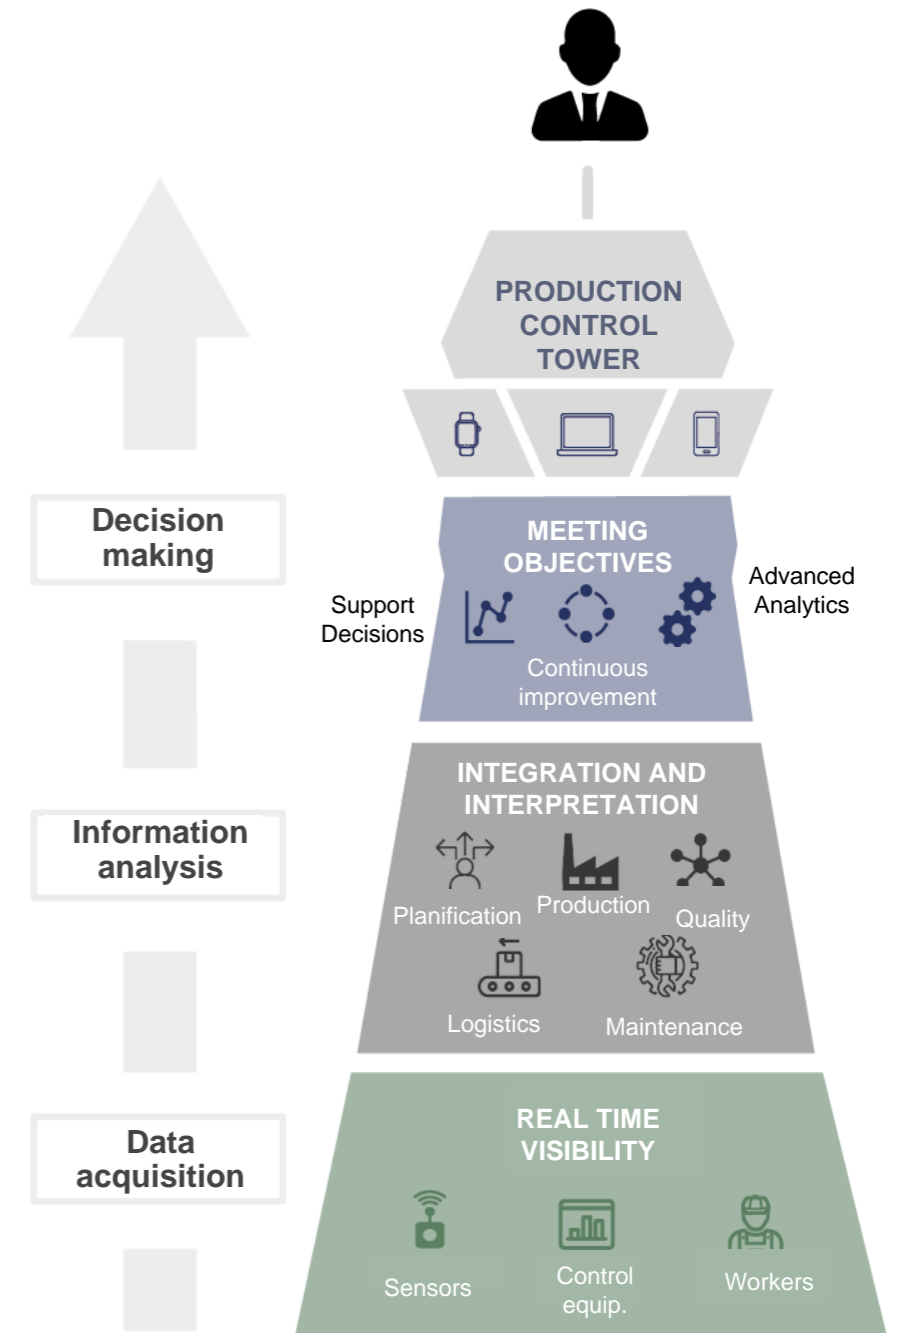 PRODUCTION
CONTROL
TOWER
Decision
making
MEETING
OBJECTIVES
Support
Decisions
Advanced
Analytics
Continuous
improvement
Information
analysis
INTEGRATION AND
INTERPRETATION
Planification
Production
Quality
Logistics
Maintenance
Data
acquisition
REAL TIME
VISIBILITY
Sensors
Control
equip.
Workers